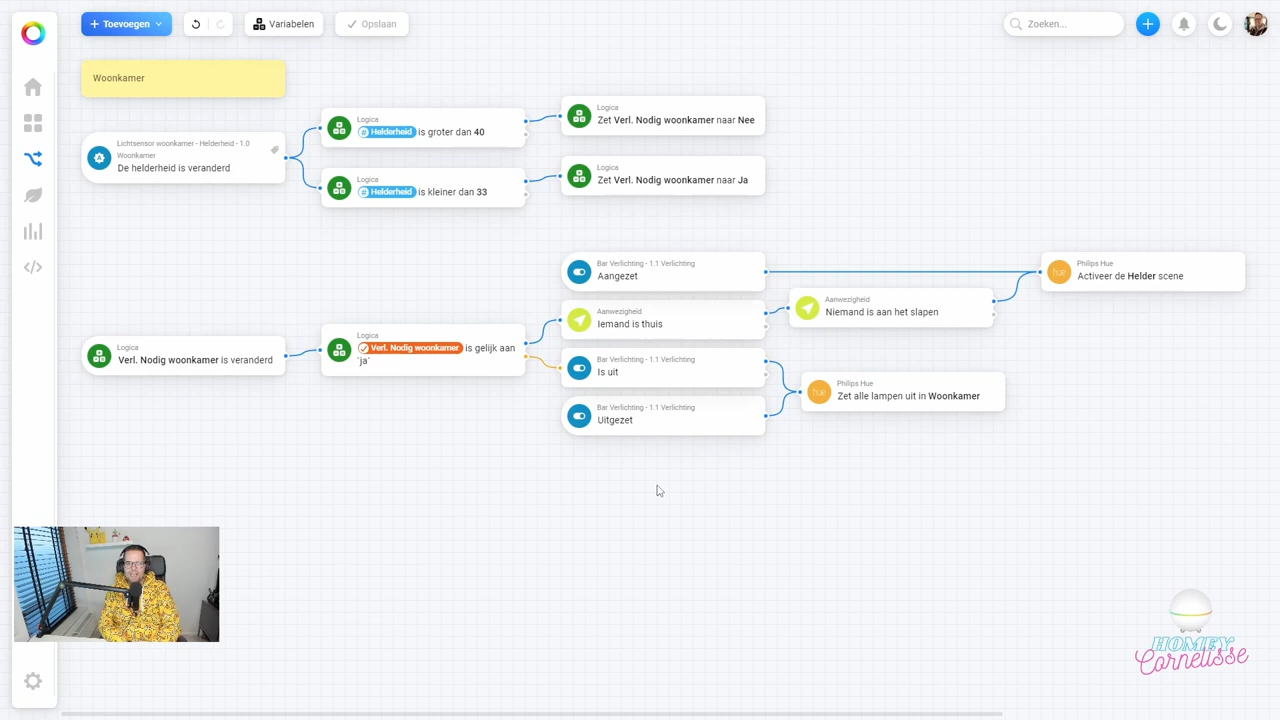 Toevoegen
Variabelen
Opslaan
Zoeken...
Woonkamer
Lichtsensor woonkamer - Helderheid - 1.0
Woonkamer
De helderheid is veranderd
Logica
# Helderheid is groter dan 40
Logica
Zet Verl. Nodig woonkamer naar Nee
Logica
# Helderheid is kleiner dan 33
Logica
Zet Verl. Nodig woonkamer naar Ja
Bar Verlichting - 1.1 Verlichting
Aangezet
Philips Hue
hue
Activeer de Helder scene
Aanwezigheid
Iemand is thuis
Aanwezigheid
Niemand is aan het slapen
Logica
Verl. Nodig woonkamer is veranderd
Logica
Verl. Nodig woonkamer is gelijk aan
'ja'
Bar Verlichting - 1.1 Verlichting
Is uit
Philips Hue
hue
Zet alle lampen uit in Woonkamer
Bar Verlichting - 1.1 Verlichting
Uitgezet
HOMEY
Cornelisse